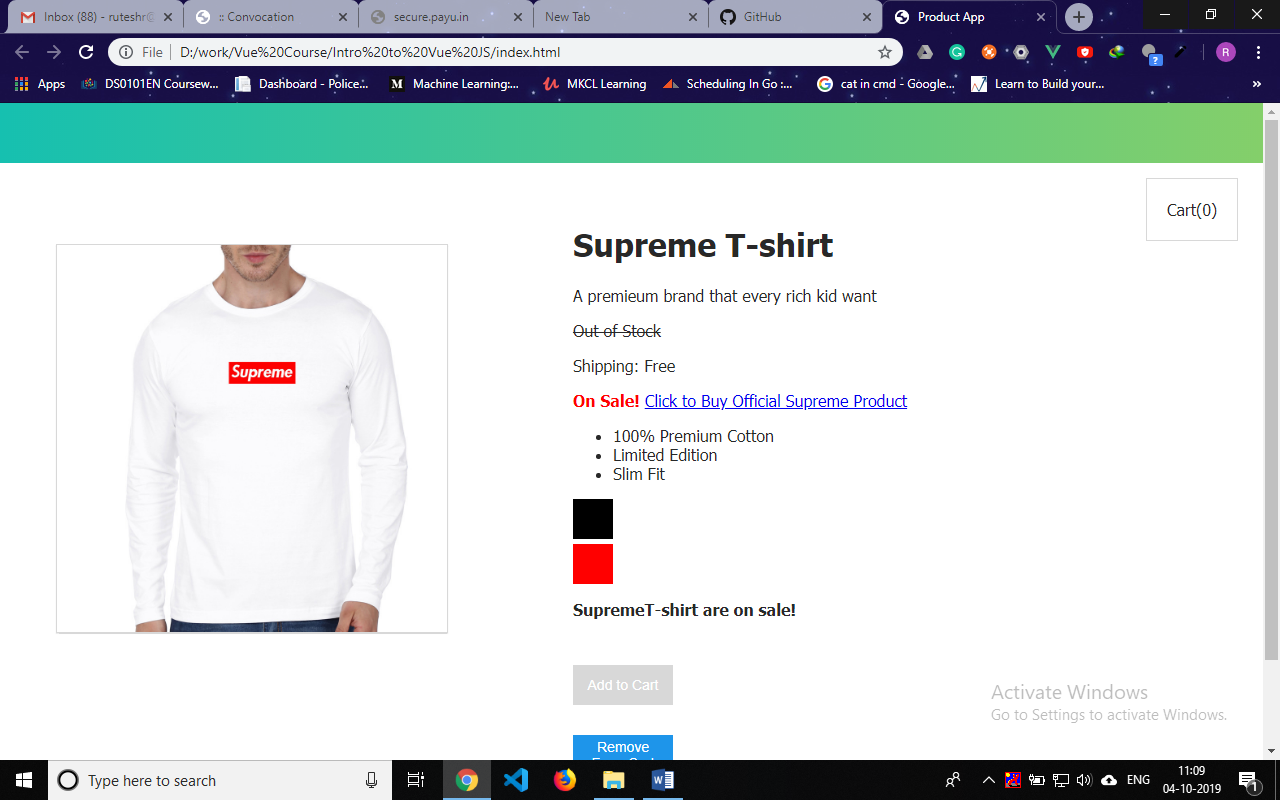 Inbox (88) - ruteshr@
:: Convocation
secure.payu.in
New Tab
GitHub
Product App
File | D:/work/Vue%20Course/Intro%20to%20Vue%20JS/index.html
R
Apps
DS0101EN Coursew...
Dashboard - Police...
Machine Learning:...
MKCL Learning
Scheduling In Go :...
cat in cmd - Google...
Learn to Build your...
»
Cart(0)
Supreme T-shirt
A premieum brand that every rich kid want
Out of Stock
Shipping: Free
On Sale! Click to Buy Official Supreme Product
• 100% Premium Cotton
• Limited Edition
• Slim Fit
Supreme
SupremeT-shirt are on sale!
Add to Cart
Remove
Activate Windows
Go to Settings to activate Windows.
Type here to search
ENG
11:09
04-10-2019
1